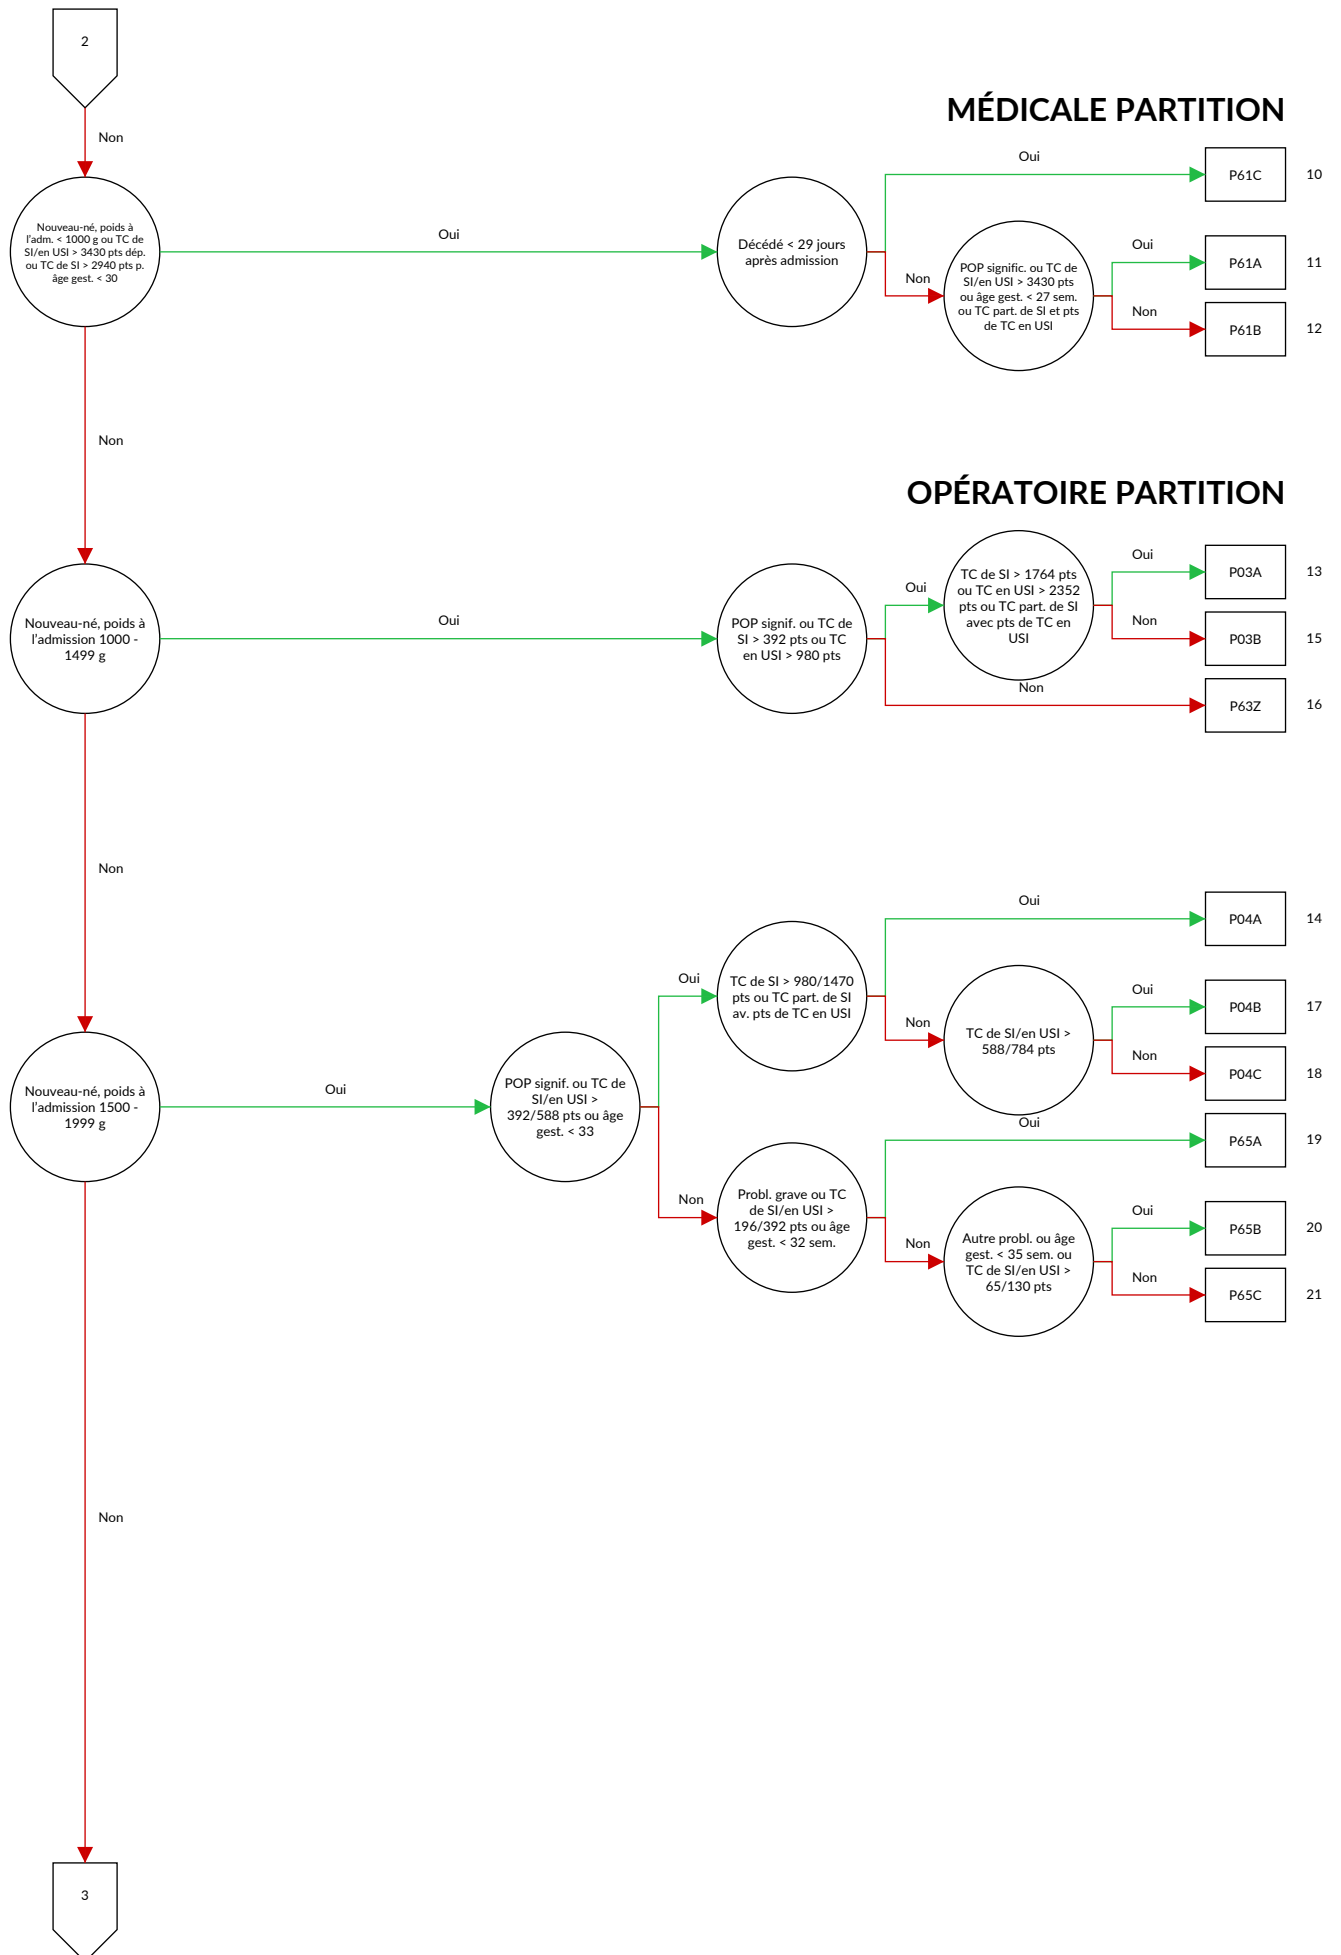 2
Non
MÉDICALE PARTITION
Nouveau-né, poids à
l'adm. < 1000 g ou TC de
SI/en USI > 3430 pts dép.
ou TC de SI > 2940 pts p.
âge gest. < 30
Oui
Décédé < 29 jours
après admission
Oui
P61C
10
Non
POP signific. ou TC de
SI/en USI > 3430 pts
ou âge gest. < 27 sem.
ou TC part. de SI et pts
de TC en USI
Oui
P61A
11
Non
P61B
12
Non
OPÉRATOIRE PARTITION
Nouveau-né, poids à
l'admission 1000 -
1499 g
Oui
POP signif. ou TC de
SI > 392 pts ou TC
en USI > 980 pts
Oui
TC de SI > 1764 pts
ou TC en USI > 2352
pts ou TC part. de SI
avec pts de TC en
USI
Oui
P03A
13
Non
P03B
15
Non
P63Z
16
Non
Nouveau-né, poids à
l'admission 1500 -
1999 g
Oui
POP signif. ou TC de
SI/en USI >
392/588 pts ou âge
gest. < 33
Oui
TC de SI > 980/1470
pts ou TC part. de SI
av. pts de TC en USI
Oui
P04A
14
Non
TC de SI/en USI >
588/784 pts
Oui
P04B
17
Non
P04C
18
Non
Probl. grave ou TC
de SI/en USI >
196/392 pts ou âge
gest. < 32 sem.
Oui
P65A
19
Non
Autre probl. ou âge
gest. < 35 sem. ou
TC de SI/en USI >
65/130 pts
Oui
P65B
20
Non
P65C
21
Non
3